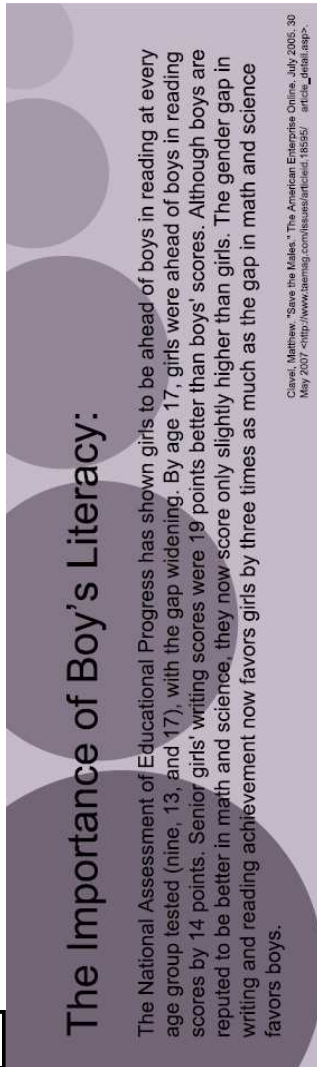 The Importance of Boy's Literacy:
The National Assessment of Educational Progress has shown girls to be ahead of boys in reading at every
age group tested (nine, 13, and 17), with the gap widening. By age 17, girls were ahead of boys in reading
scores by 14 points. Senior girls' writing scores were 19 points better than boys' scores. Although boys are
reputed to be better in math and science, they now score only slightly higher than girls. The gender gap in
writing and reading achievement now favors girls by three times as much as the gap in math and science
favors boys.
Clavel, Matthew. "Save the Males." The American Enterprise Online. July 2005. 30
May 2007 <http://www.taemag.com/issues/articleid.18595/ article_detail.asp>.